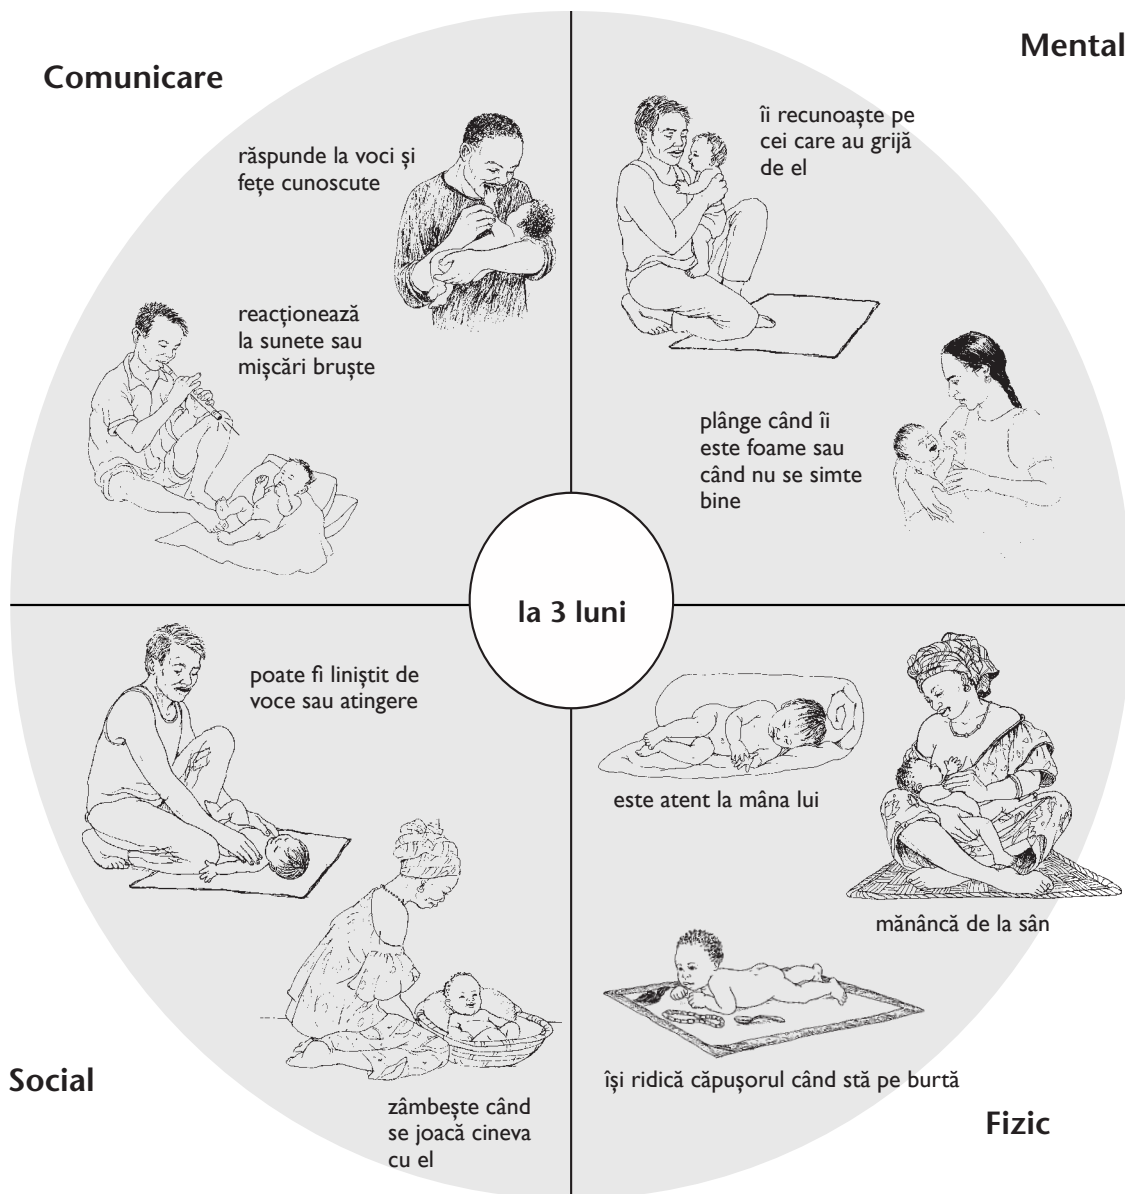 Comunicare
răspunde la voci și
fețe cunoscute
reacționează
la sunete sau
mișcări bruște
Mental
îi recunoaște pe
cei care au grijă
de el
plânge când îi
este foame sau
când nu se simte
bine
la 3 luni
Social
poate fi liniștit de
voce sau atingere
zâmbește când
se joacă cineva
cu el
este atent la mâna lui
mănâncă de la sân
își ridică căpușorul când stă pe burtă
Fizic